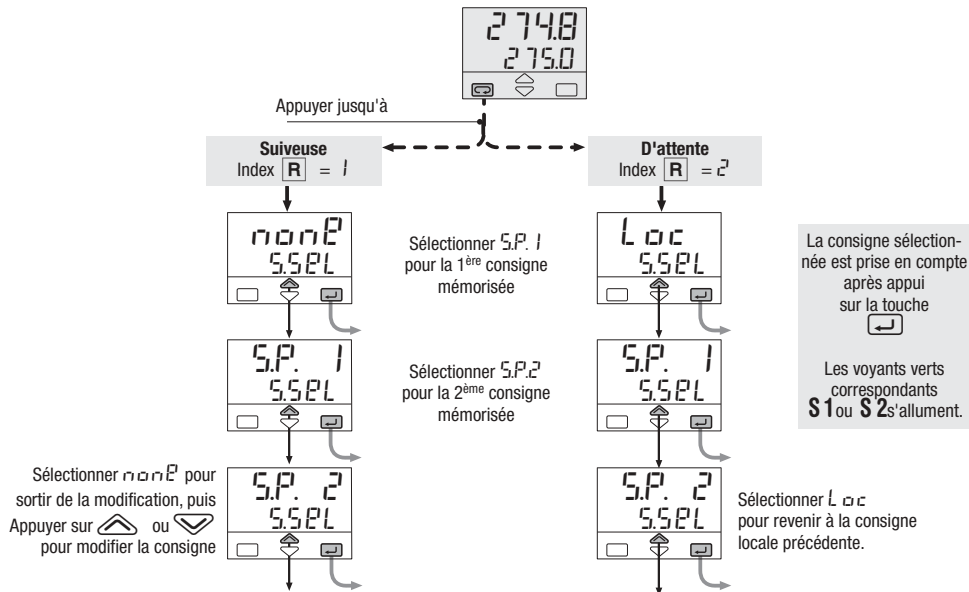 274.8
275.0
Appuyer jusqu'à
Suiveuse
Index R = 1
D'attente
Index R = 2
nonE
S.SEL
Sélectionner S.P. 1
pour la 1ère consigne
mémorisée
Loc
S.SEL
La consigne sélection-
née est prise en compte
après appui
sur la touche
Les voyants verts
correspondants
S 1 ou S 2 s'allument.
S.P. 1
S.SEL
Sélectionner S.P.2
pour la 2ème consigne
mémorisée
S.P. 1
S.SEL
Sélectionner nonE pour
sortir de la modification, puis
Appuyer sur ou
pour modifier la consigne
S.P. 2
S.SEL
S.P. 2
S.SEL
Sélectionner Loc
pour revenir à la consigne
locale précédente.